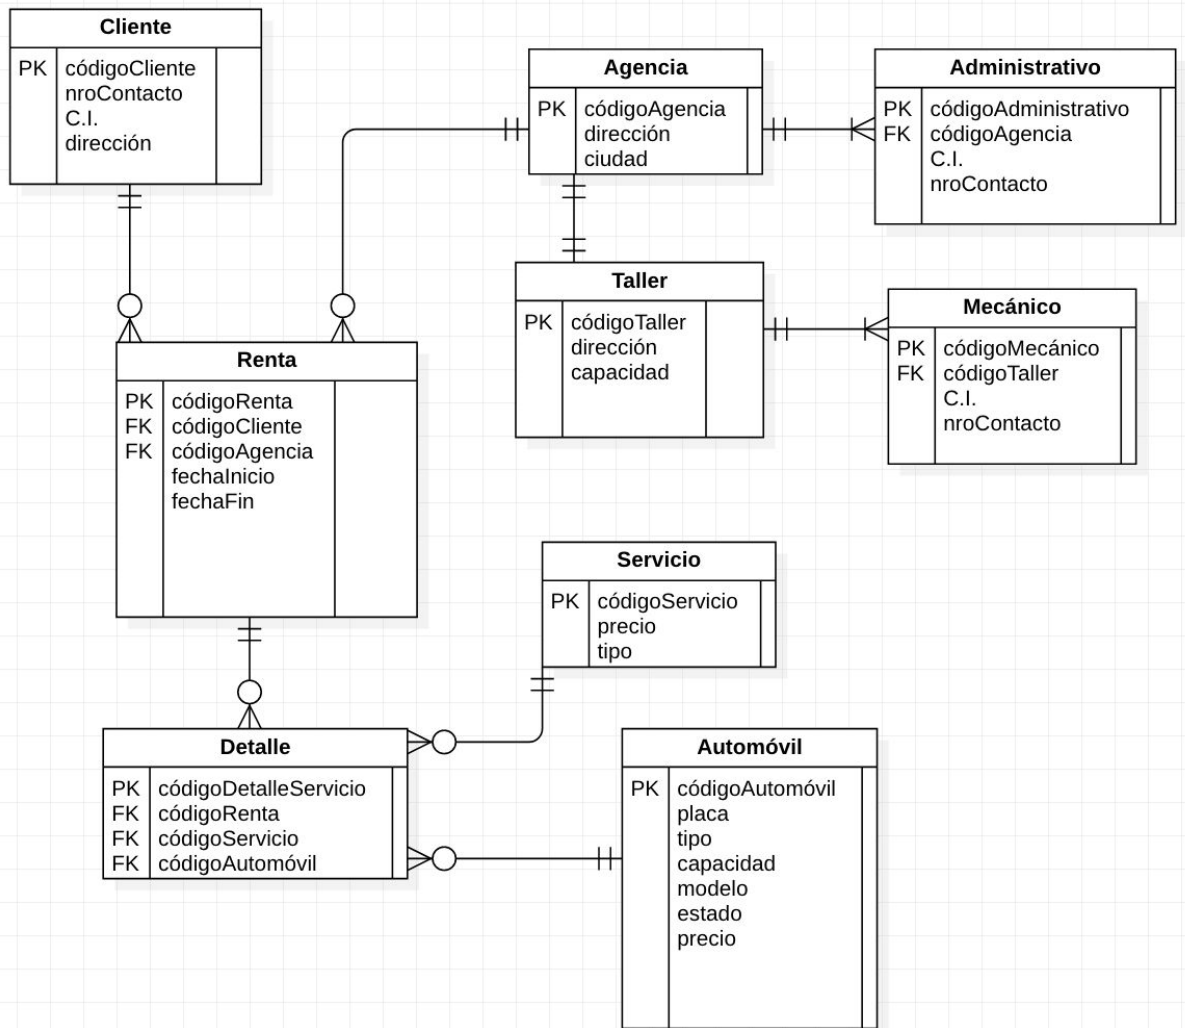 Cliente
PK códigoCliente
nroContacto
C.I.
dirección
Agencia
PK códigoAgencia
dirección
ciudad
Administrativo
PK códigoAdministrativo
FK códigoAgencia
C.I.
nroContacto
Taller
PK códigoTaller
dirección
capacidad
Mecánico
PK códigoMecánico
FK códigoTaller
C.I.
nroContacto
Renta
PK códigoRenta
FK códigoCliente
FK códigoAgencia
fechaInicio
fechaFin
Servicio
PK códigoServicio
precio
tipo
Detalle
PK códigoDetalleServicio
FK códigoRenta
FK códigoServicio
FK códigoAutomóvil
Automóvil
PK códigoAutomóvil
placa
tipo
capacidad
modelo
estado
precio